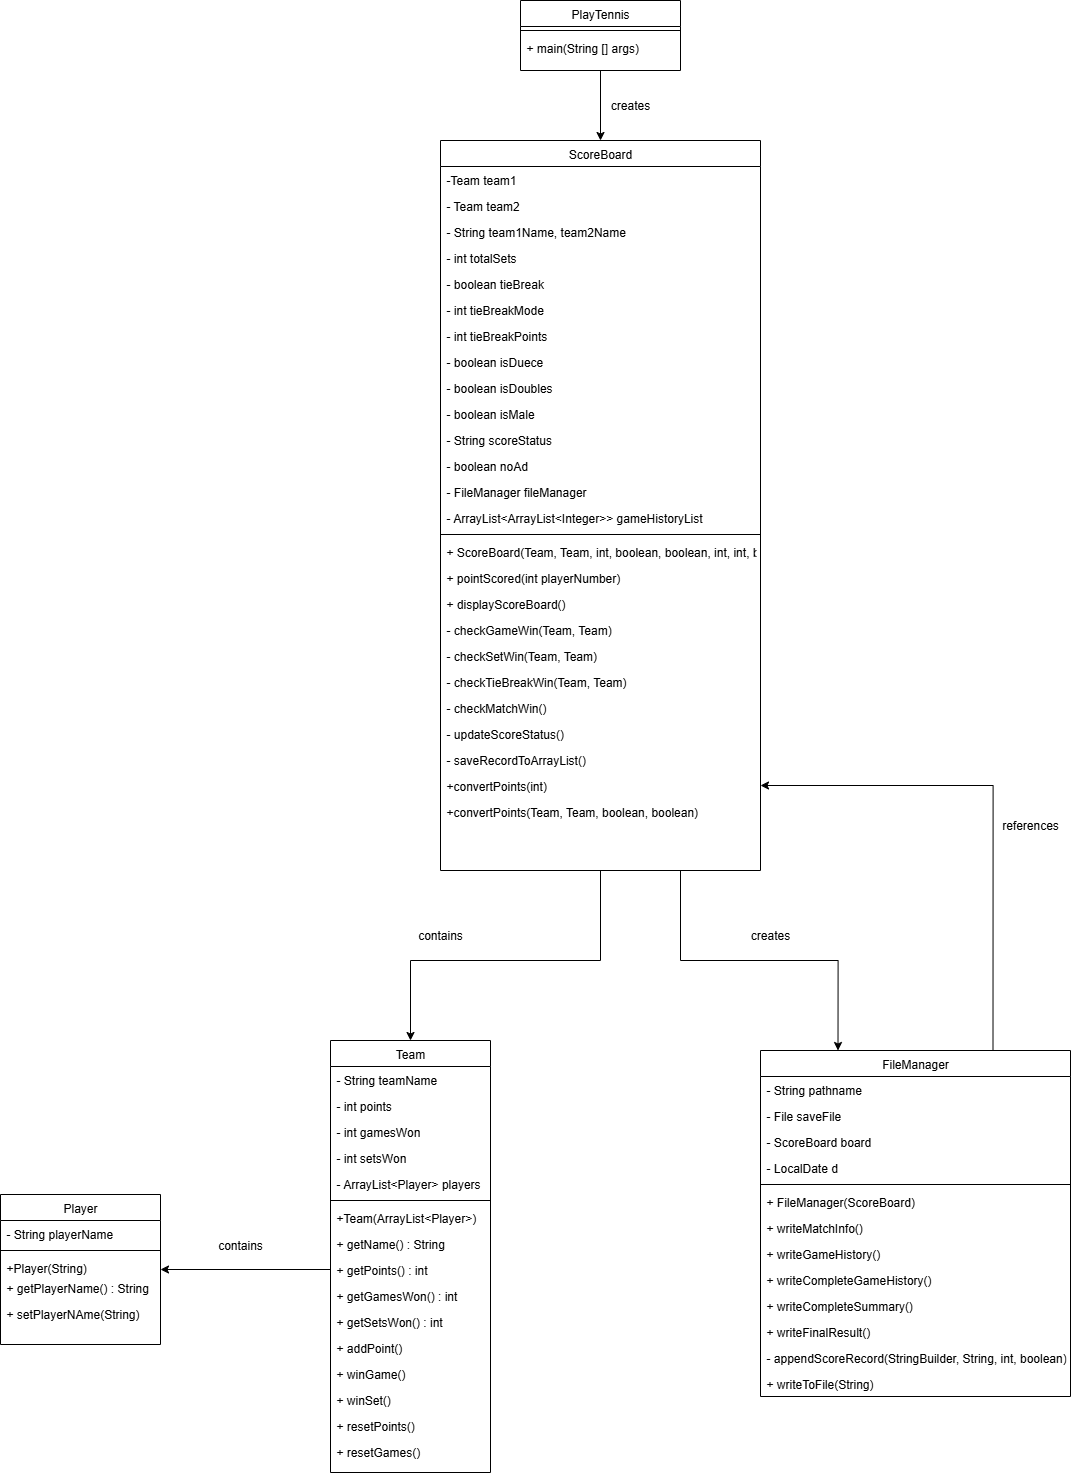 PlayTennis
+ main(String [] args)
creates
ScoreBoard
-Team team1
- Team team2
- String team1Name, team2Name
- int totalSets
- boolean tieBreak
- int tieBreakMode
- int tieBreakPoints
- boolean isDuece
- boolean isDoubles
- boolean isMale
- String scoreStatus
- boolean noAd
- FileManager fileManager
- ArrayList<ArrayList<Integer>> gameHistoryList
+ ScoreBoard(Team, Team, int, boolean, boolean, int, int,
+ pointScored(int playerNumber)
+ displayScoreBoard()
- checkGameWin(Team, Team)
- checkSetWin(Team, Team)
- checkTieBreakWin(Team, Team)
- checkMatchWin()
- updateScoreStatus()
- saveRecordToArrayList()
+convertPoints(int)
+convertPoints(Team, Team, boolean, boolean)
references
contains
creates
Team
- String teamName
- int points
- int gamesWon
- int setsWon
- ArrayList<Player> players
+Team(ArrayList<Player>)
+ getName() : String
+ getPoints() : int
+ getGamesWon() : int
+ getSetsWon() : int
+ addPoint()
+ winGame()
+ winSet()
+ resetPoints()
+ resetGames()
FileManager
- String pathname
- File saveFile
- ScoreBoard board
- LocalDate d
+ FileManager(ScoreBoard)
+ writeMatchInfo()
+ writeGameHistory()
+ writeCompleteGameHistory()
+ writeCompleteSummary()
+ writeFinalResult()
- appendScoreRecord(StringBuilder, String, int, boolean)
+ writeToFile(String)
contains
Player
- String playerName
+Player(String)
+ getPlayerName() : String
+ setPlayerNAme(String)